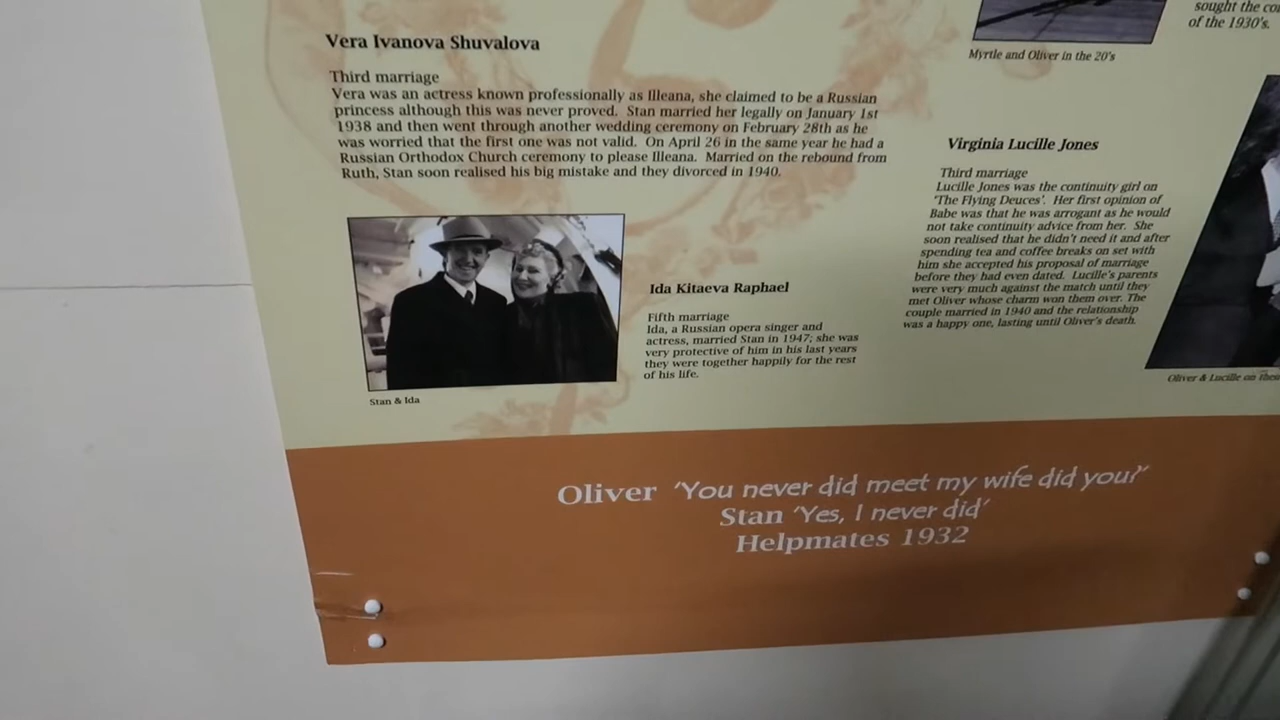 Vera Ivanova Shuvalova
Third marriage
Vera was an actress known professionally as Illeana, she claimed to be a Russian
princess although this was never proved. Stan married her legally on January 1st
1938 and then went through another wedding ceremony on February 28th as he
was worried that the first one was not valid. On April 26 in the same year he had a
Russian Orthodox Church ceremony to please Illeana. Married on the rebound from
Ruth, Stan soon realised his big mistake and they divorced in 1940.
Stan & Ida
Ida Kitaeva Raphael
Fifth marriage
Ida, a Russian opera singer and
actress, married Stan in 1947; she was
very protective of him in his last years
they were together happily for the rest
of his life.
sought the
of the 1930's.
Myrtle and Oliver in the 20's
Virginia Lucille Jones
Third marriage
Lucille Jones was the continuity girl on
'The Flying Deuces'. Her first opinion of
Babe was that he was arrogant as he would
not take continuity advice from her. She
soon realised that he didn't need it and after
spending tea and coffee breaks on set with
him she accepted his proposal of marriage
before they had even dated. Lucille's parents
were very much against the match until they
met Oliver whose charm won them over. The
couple married in 1940 and the relationship
was a happy one, lasting until Oliver's death.
Oliver & Lucille on
Oliver 'You never did meet my wife did you?'
Stan 'Yes, I never did'
Helpmates 1932